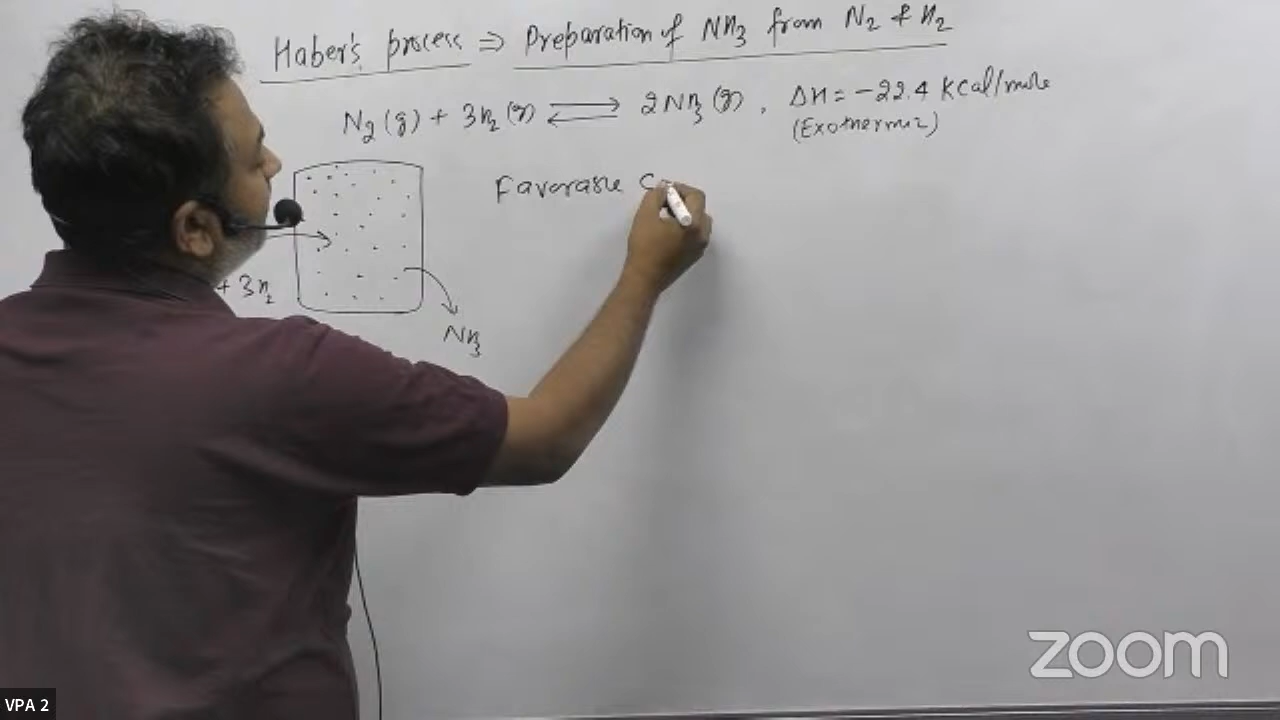 Haber's process ⇒ Preparation of NH3 from N2 & H2
N2(g) + 3H2(g) ⇌ 2NH3(g), ΔH = -22.4 KCal/mole
(Exothermic)
Favorable C
+ 3H2
NH3
zoom
VPA 2